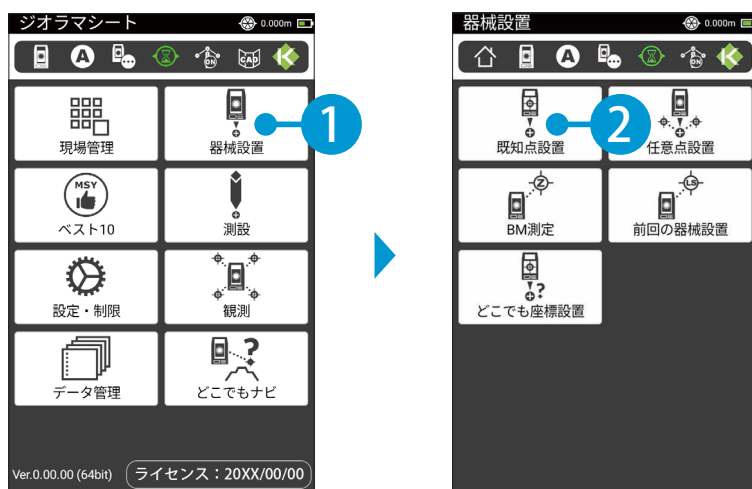 ジオラマシート 0.000m
A ... BON CAD K
現場管理 器械設置 1
MSY
ベスト10 測設
設定・制限 観測
データ管理 どこでもナビ
Ver.0.00.00 (64bit) ライセンス：20XX/00/00
器械設置 0.000m
A ... BON K
既知点設置 2 任意点設置
Z LS
BM測定 前回の器械設置
?
どこでも座標設置